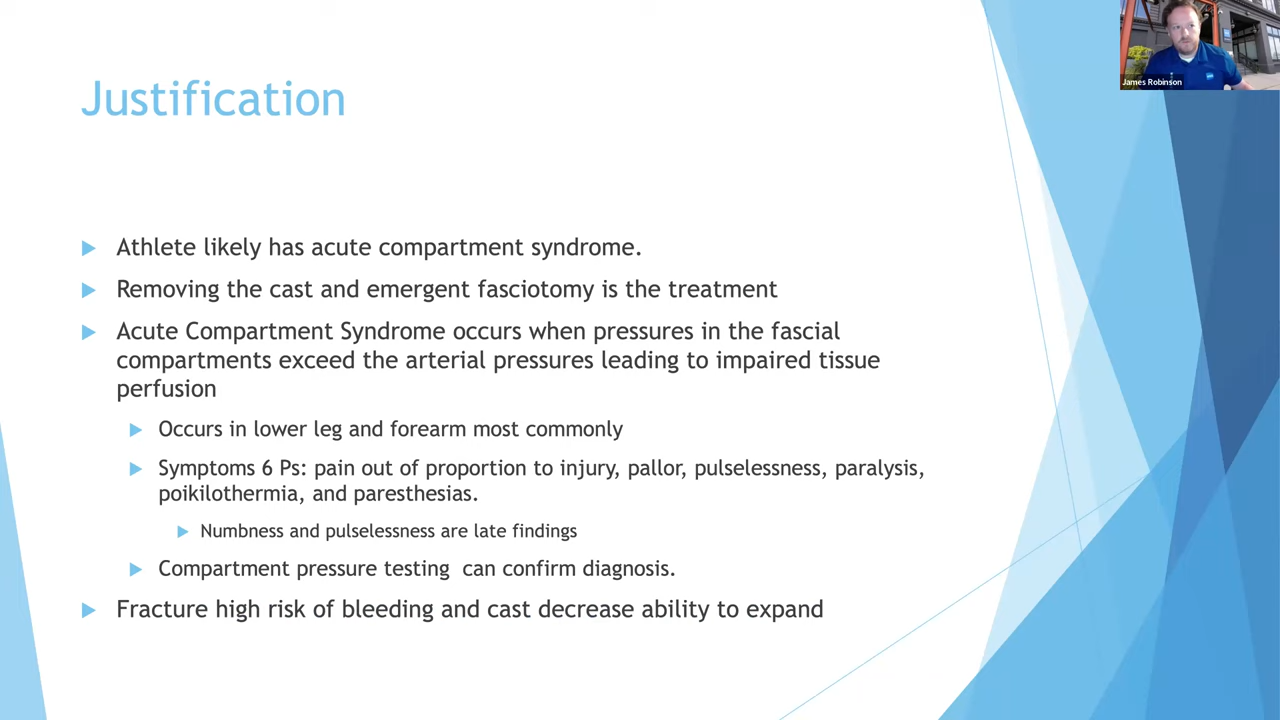 Justification
Athlete likely has acute compartment syndrome.
Removing the cast and emergent fasciotomy is the treatment
Acute Compartment Syndrome occurs when pressures in the fascial
compartments exceed the arterial pressures leading to impaired tissue
perfusion
Occurs in lower leg and forearm most commonly
Symptoms 6 Ps: pain out of proportion to injury, pallor, pulselessness, paralysis,
poikilothermia, and paresthesias.
Numbness and pulselessness are late findings
Compartment pressure testing  can confirm diagnosis.
Fracture high risk of bleeding and cast decrease ability to expand
James Robinson